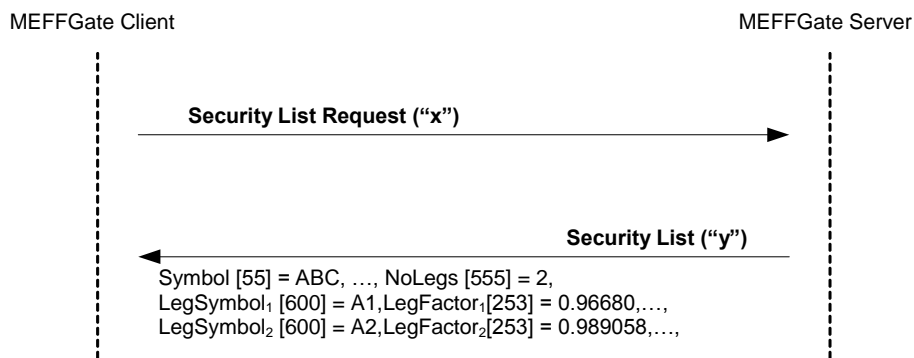 MEFFGate Client
MEFFGate Server
Security List Request (“x”)
Security List (“y”)
Symbol [55] = ABC, …, NoLegs [555] = 2,
LegSymbol₁ [600] = A1,LegFactor₁[253] = 0.96680,…,
LegSymbol₂ [600] = A2,LegFactor₂[253] = 0.989058,…,